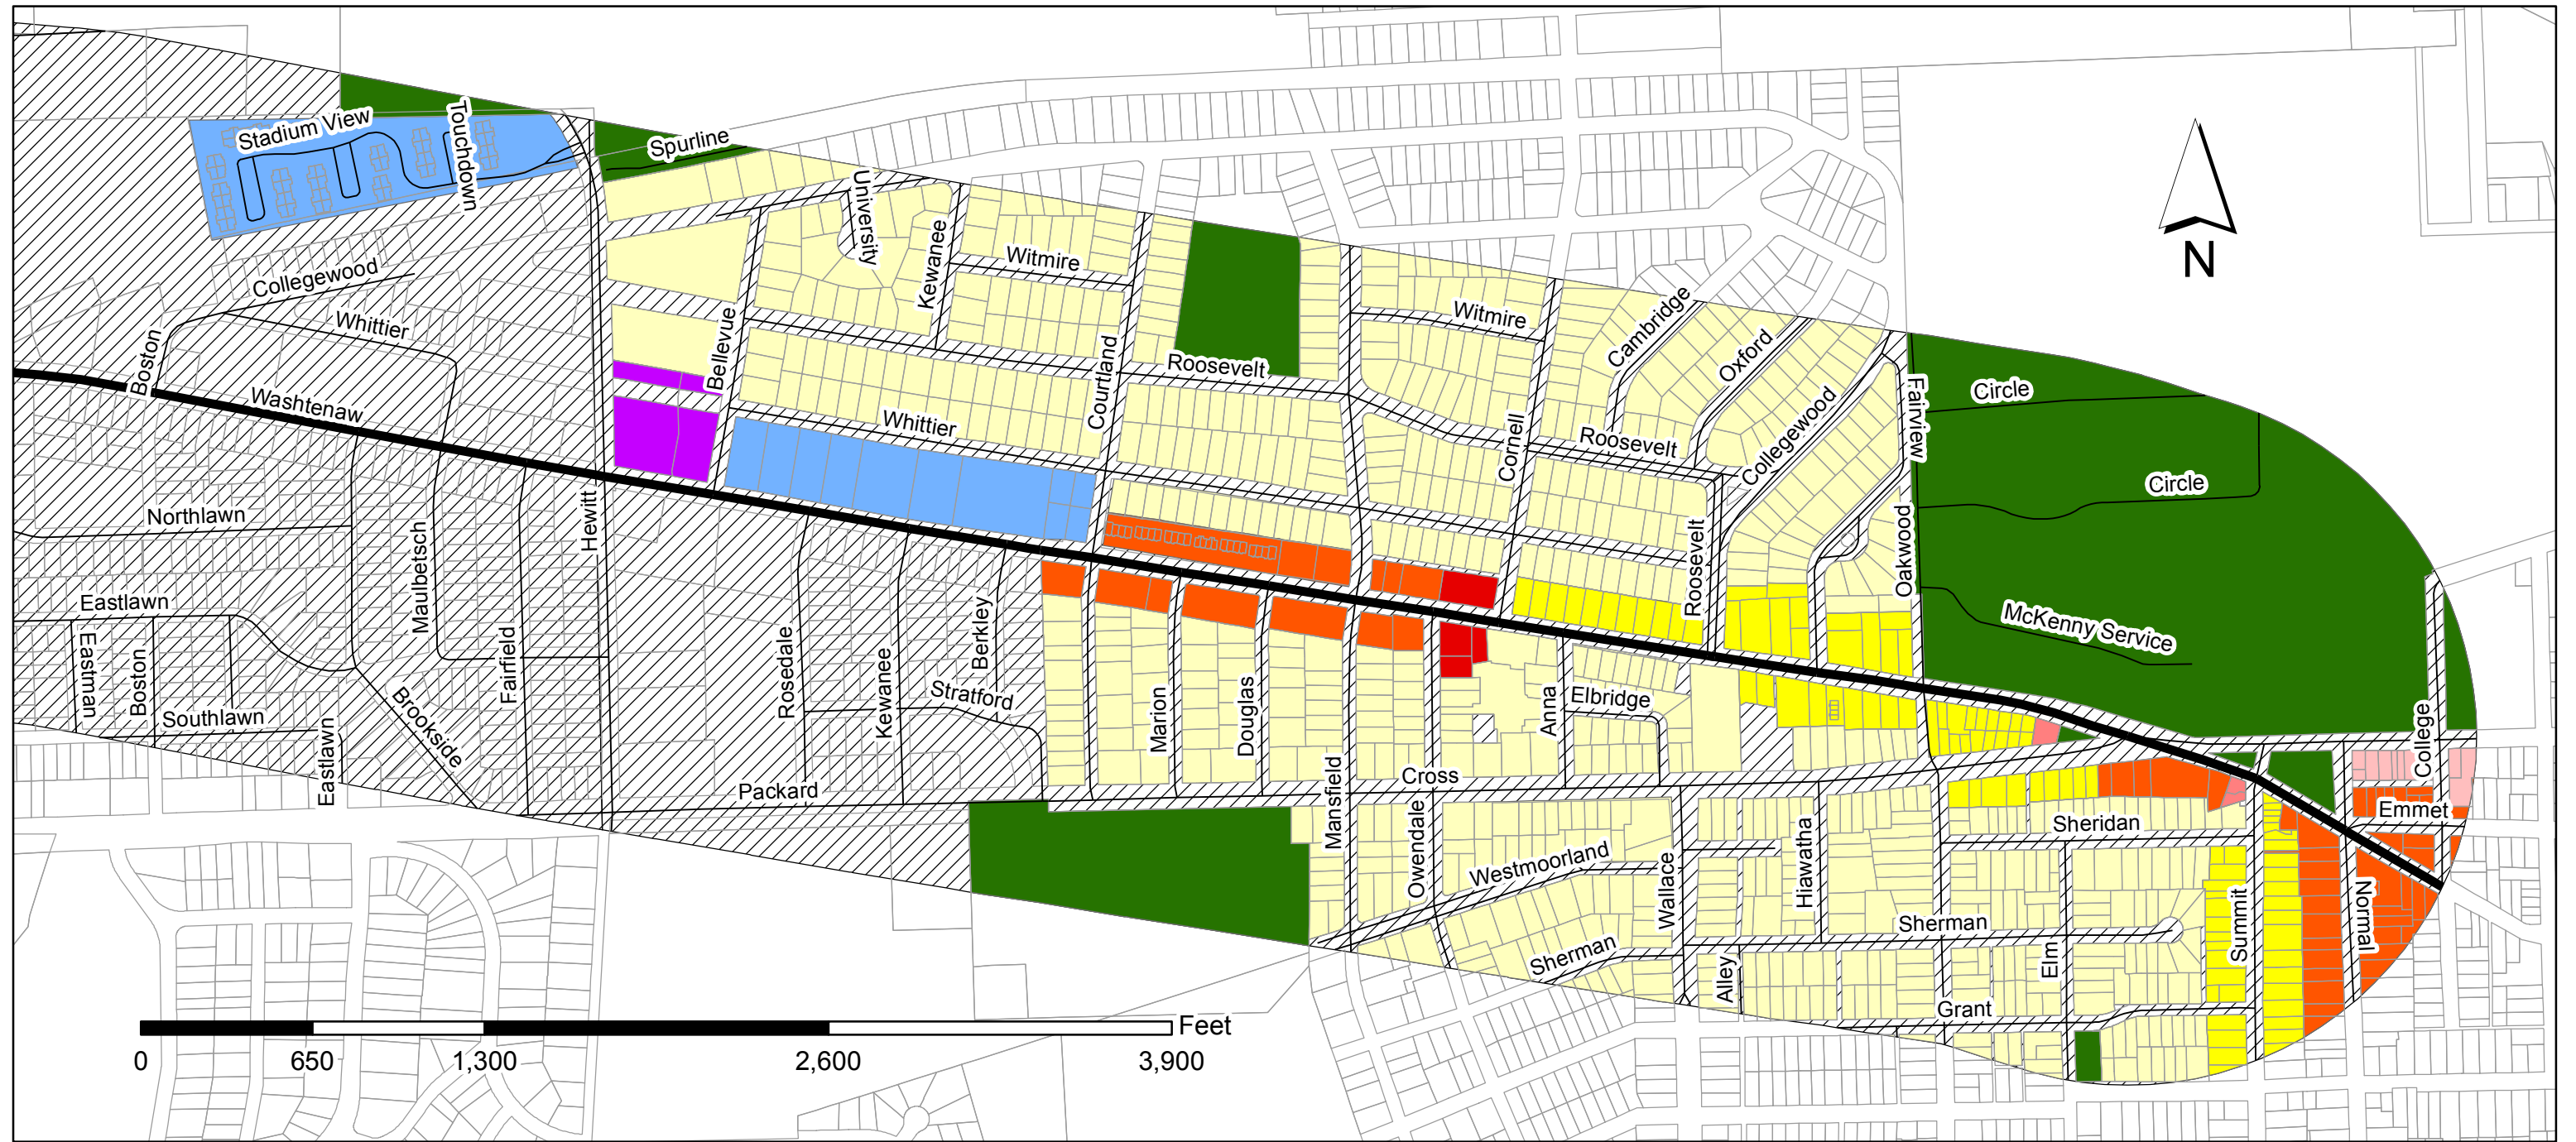 Stadium View
Touchdown
Spurline
University
Kewanee
Witmire
Collegewood
Whittier
Boston
Bellevue
Witmire
Cambridge
Oxford
N
Washtenaw
Courtland
Roosevelt
Whittier
Cornell
Roosevelt
Collegewood
Fairview
Circle
Circle
Northlawn
Maulbetsch
Hewitt
Roosevelt
Oakwood
McKenny Service
Eastlawn
Eastman
Boston
Southlawn
Eastlawn
Brookside
Fairfield
Rosedale
Kewanee
Berkley
Stratford
Marion
Douglas
Anna
Elbridge
College
Packard
Mansfield
Cross
Owendale
Westmoorland
Wallace
Hiawatha
Sheridan
Emmet
Sherman
Sherman
Alley
Elm
Summit
Normal
Grant
Feet
0
650
1,300
2,600
3,900